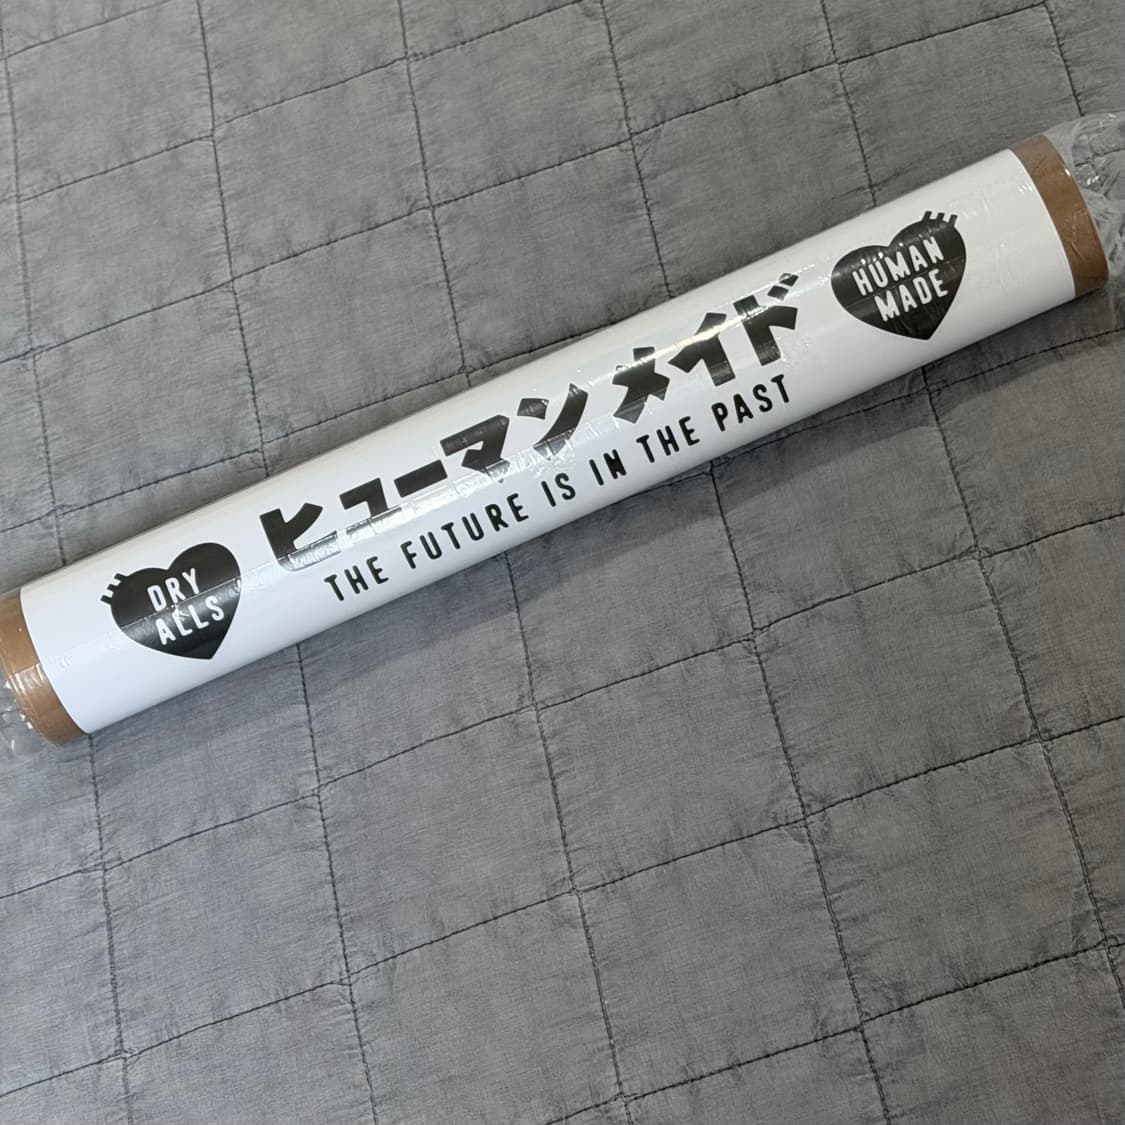 DRY
ALLS
ヒューマンメイド
THE FUTURE IS IN THE PAST
HUMAN
MADE